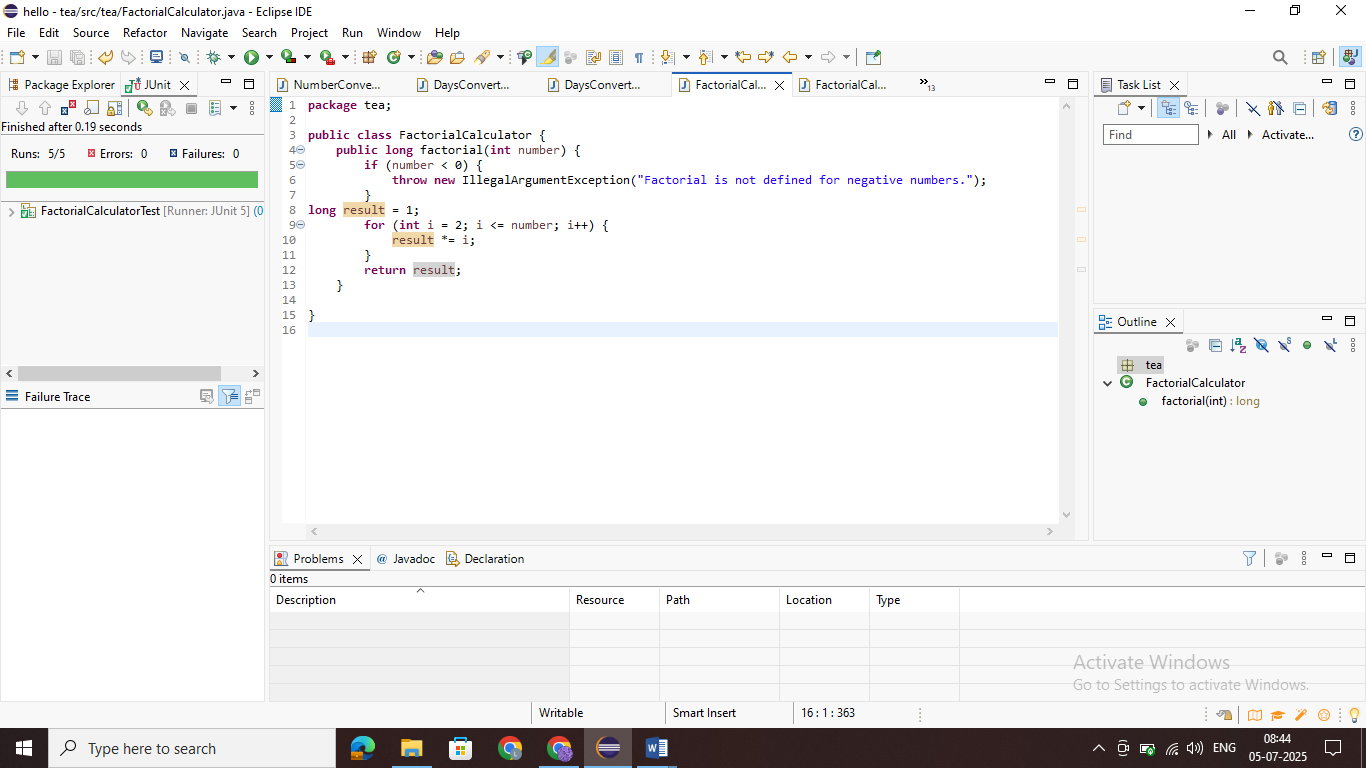 hello - tea/src/tea/FactorialCalculator.java - Eclipse IDE
File Edit Source Refactor Navigate Search Project Run Window Help
Package Explorer JUnit
Finished after 0.19 seconds
Runs: 5/5 Errors: 0 Failures: 0
FactorialCalculatorTest [Runner: JUnit 5] (0
Failure Trace
NumberConve... DaysConvert... DaysConvert... FactorialCal... FactorialCal... »13
1 package tea;
2
3 public class FactorialCalculator {
4     public long factorial(int number) {
5         if (number < 0) {
6             throw new IllegalArgumentException("Factorial is not defined for negative numbers.");
7         }
8 long result = 1;
9         for (int i = 2; i <= number; i++) {
10             result *= i;
11         }
12         return result;
13     }
14
15 }
16
Task List
Find All Activate...
Outline
tea
FactorialCalculator
factorial(int) : long
Problems @ Javadoc Declaration
0 items
Description Resource Path Location Type
Activate Windows
Go to Settings to activate Windows.
Writable Smart Insert 16 : 1 : 363
Type here to search
ENG
08:44
05-07-2025